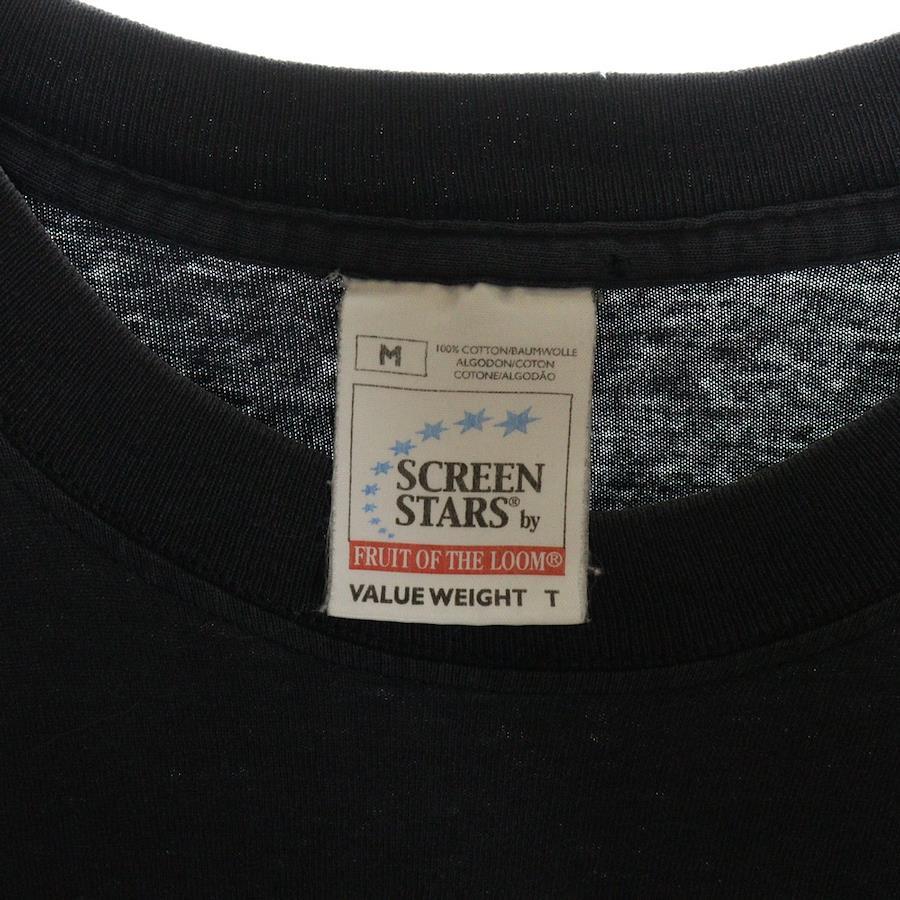 M
100% COTTON/BAUMWOLLE
ALGODON/COTON
COTONE/ALGODÃO
SCREEN
STARS® by
FRUIT OF THE LOOM®
VALUE WEIGHT T